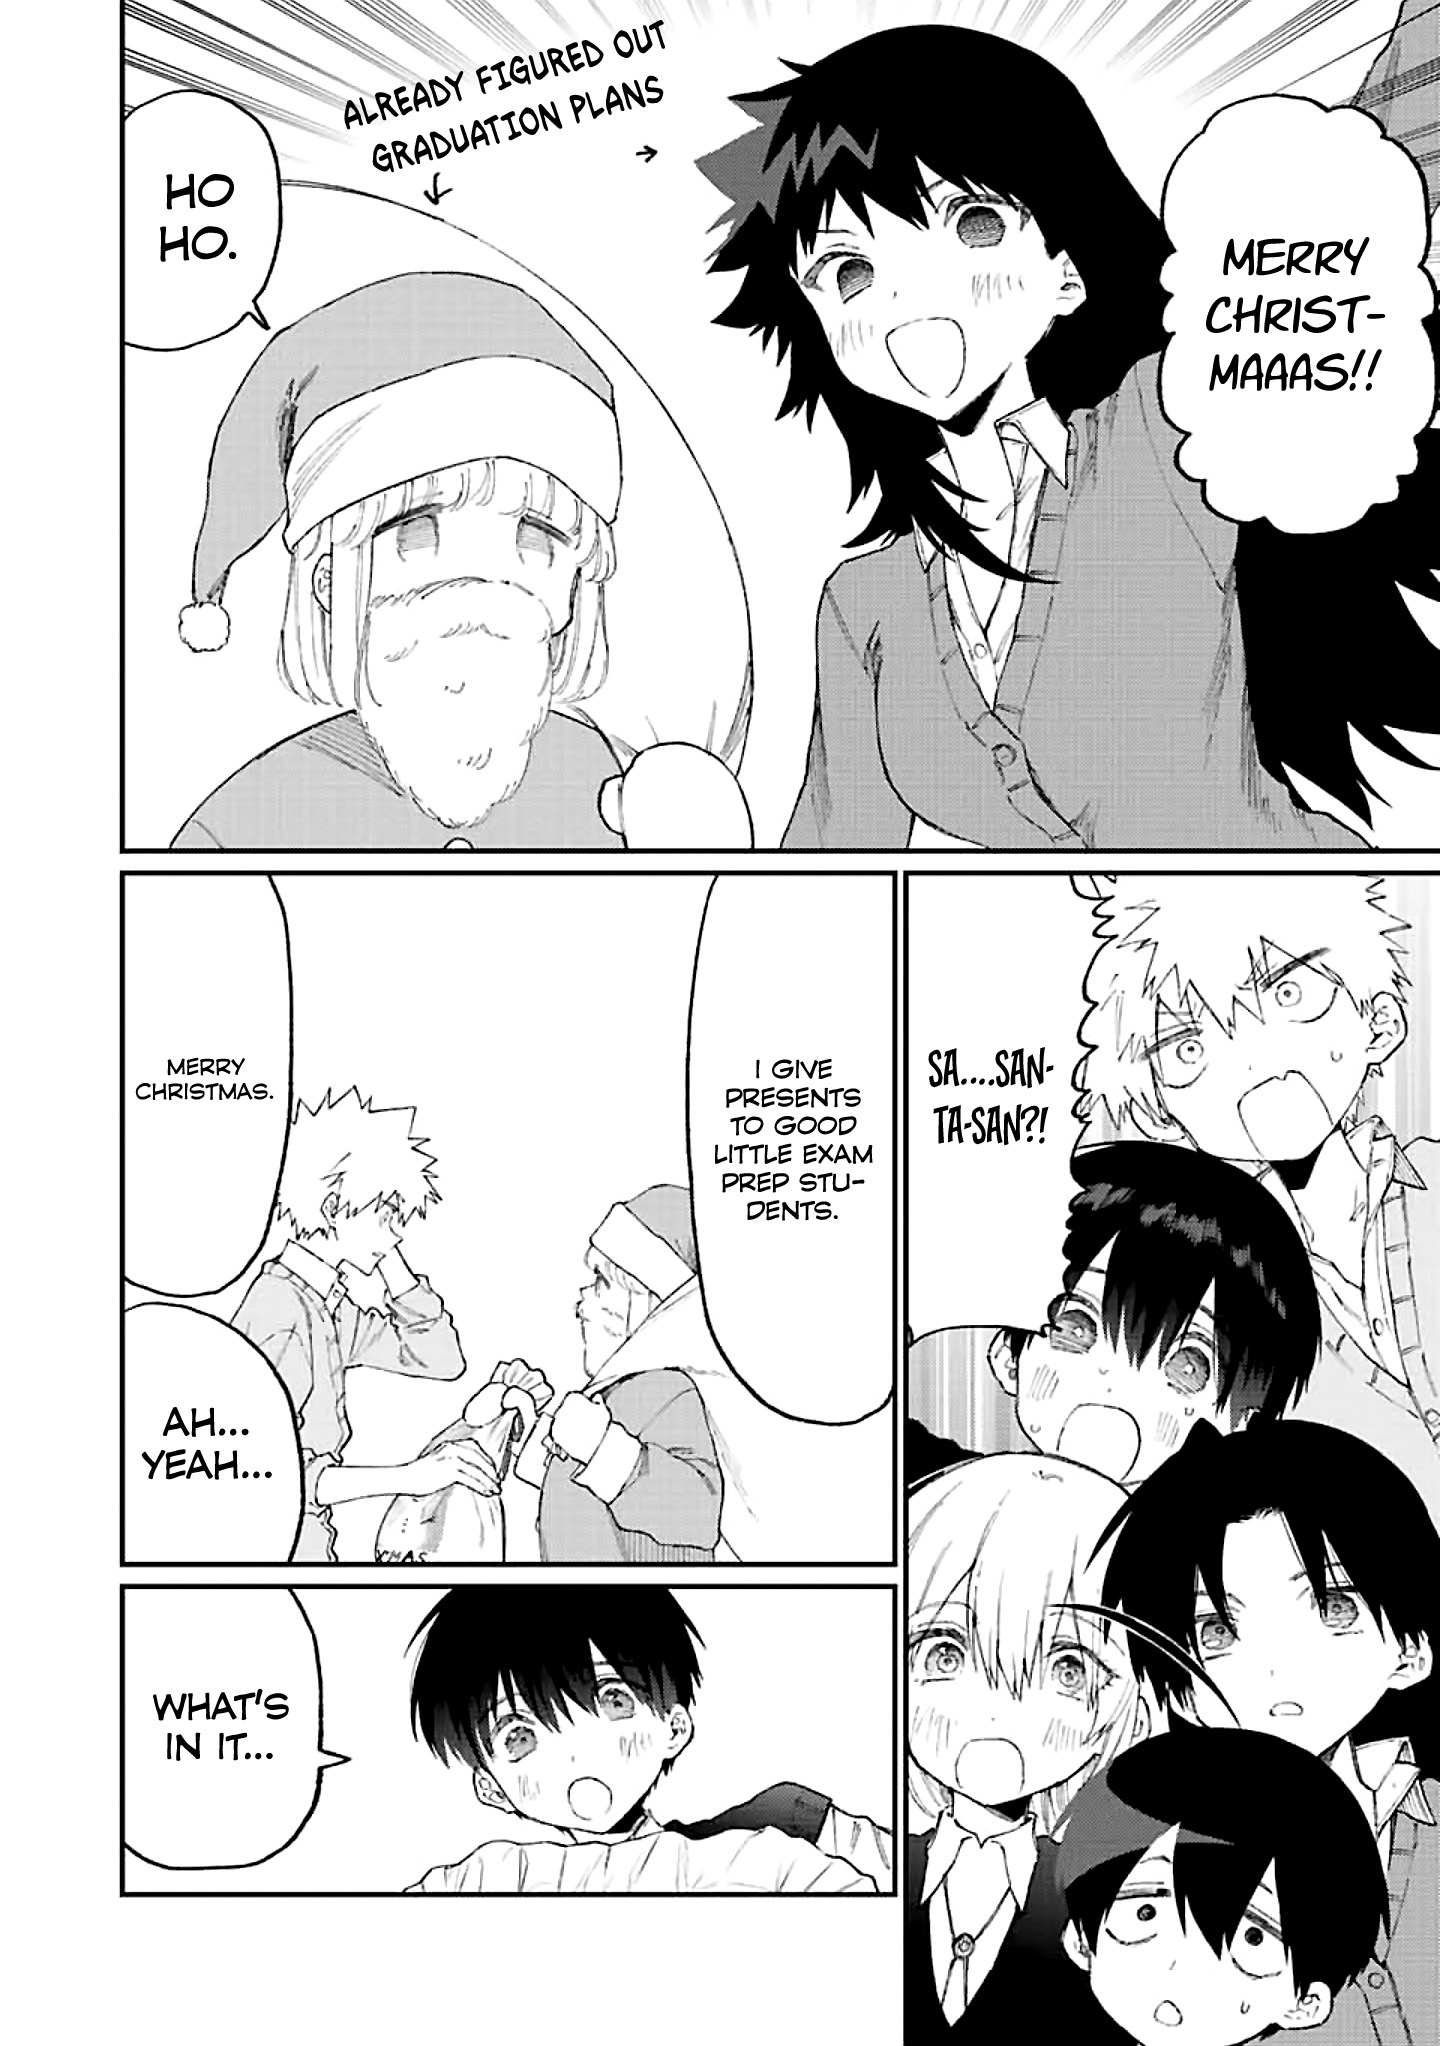 MERRY
CHRIST-
MAAAS!!
ALREADY FIGURED OUT
GRADUATION PLANS
HO
HO.
SA....SAN-
TA-SAN?!
I GIVE
PRESENTS
TO GOOD
LITTLE EXAM
PREP STU-
DENTS.
MERRY
CHRISTMAS.
XMAS
AH...
YEAH...
WHAT'S
IN IT...